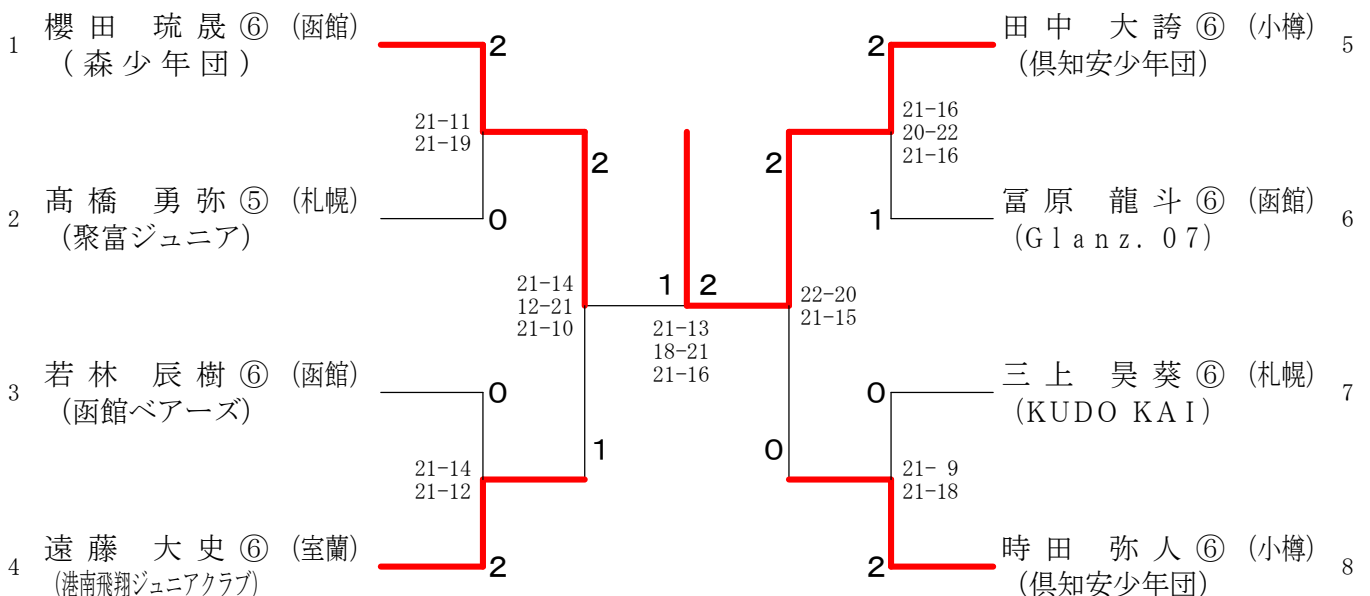 1 櫻田 琉晟 ⑥ (函館)
(森少年団)
2
21-11
21-19
2 髙橋 勇弥 ⑤ (札幌)
(聚富ジュニア)
0
2
21-14
12-21
21-10
3 若林 辰樹 ⑥ (函館)
(函館ベアーズ)
0
1
21-14
21-12
4 遠藤 大史 ⑥ (室蘭)
(港南飛翔ジュニアクラブ)
2
1 2
21-13
18-21
21-16
2
田中 大誇 ⑥ (小樽) 5
(倶知安少年団)
2
21-16
20-22
21-16
1
冨原 龍斗 ⑥ (函館) 6
(Glanz.07)
22-20
21-15
0
三上 昊葵 ⑥ (札幌) 7
(KUDO KAI)
0
21- 9
21-18
2
時田 弥人 ⑥ (小樽) 8
(倶知安少年団)